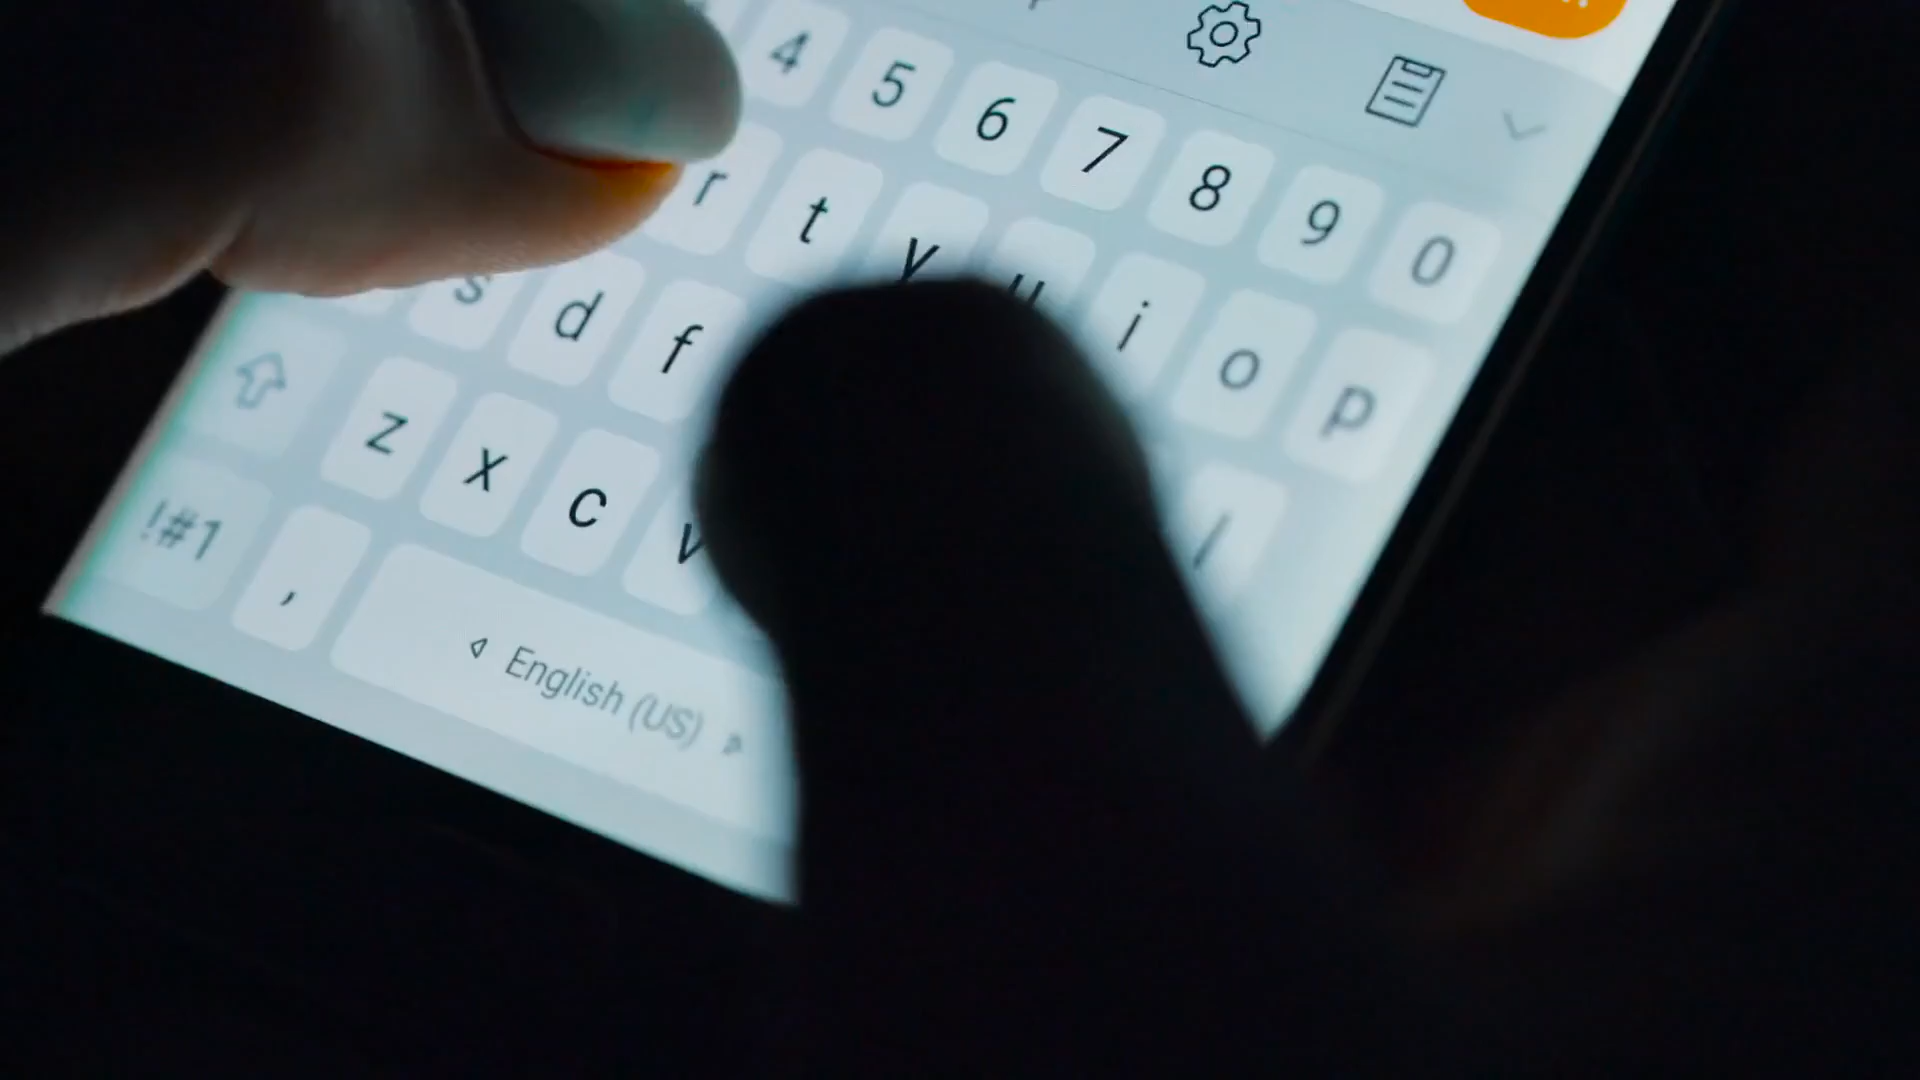 4 5 6 7 8 9 0
r t y u i o p
s d f l
z x c v
!#1 , English (US)